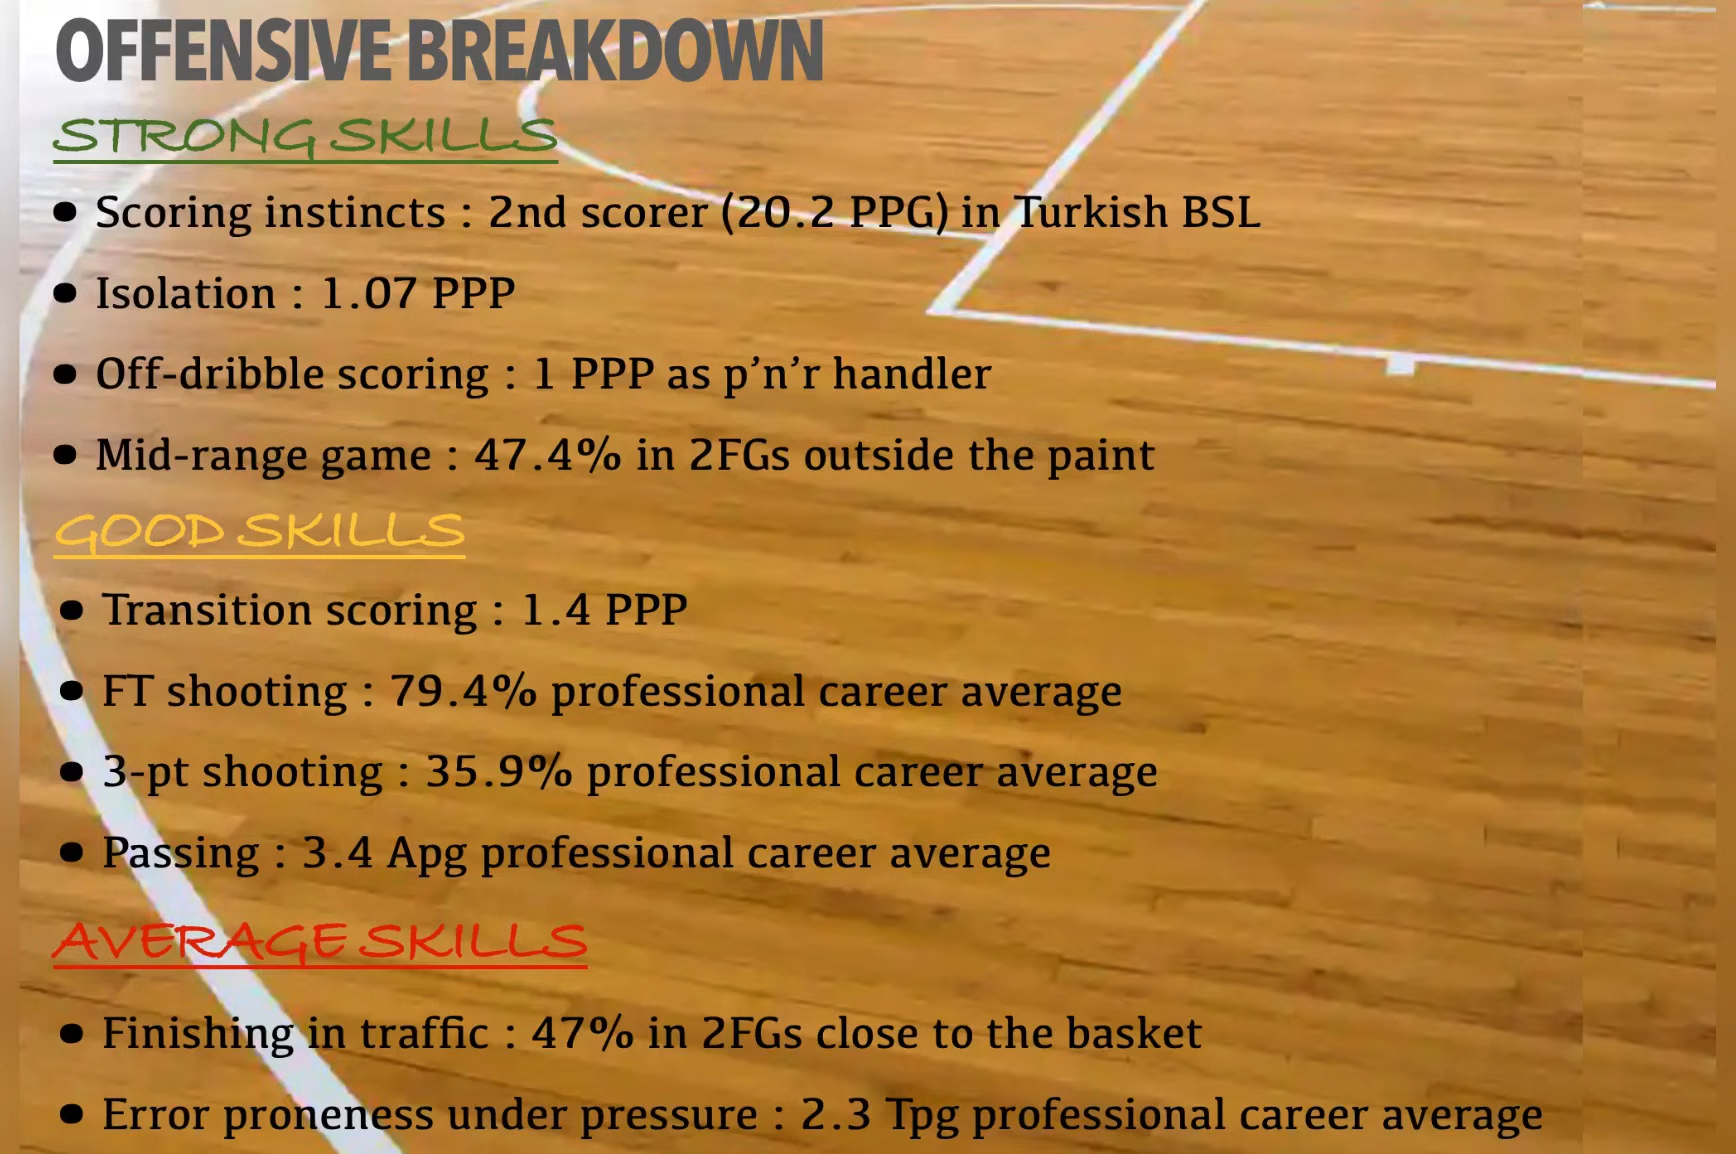 OFFENSIVE BREAKDOWN
STRONG SKILLS
• Scoring instincts : 2nd scorer (20.2 PPG) in Turkish BSL
• Isolation : 1.07 PPP
• Off-dribble scoring : 1 PPP as p’n’r handler
• Mid-range game : 47.4% in 2FGs outside the paint
GOOD SKILLS
• Transition scoring : 1.4 PPP
• FT shooting : 79.4% professional career average
• 3-pt shooting : 35.9% professional career average
• Passing : 3.4 Apg professional career average
AVERAGE SKILLS
• Finishing in traffic : 47% in 2FGs close to the basket
• Error proneness under pressure : 2.3 Tpg professional career average